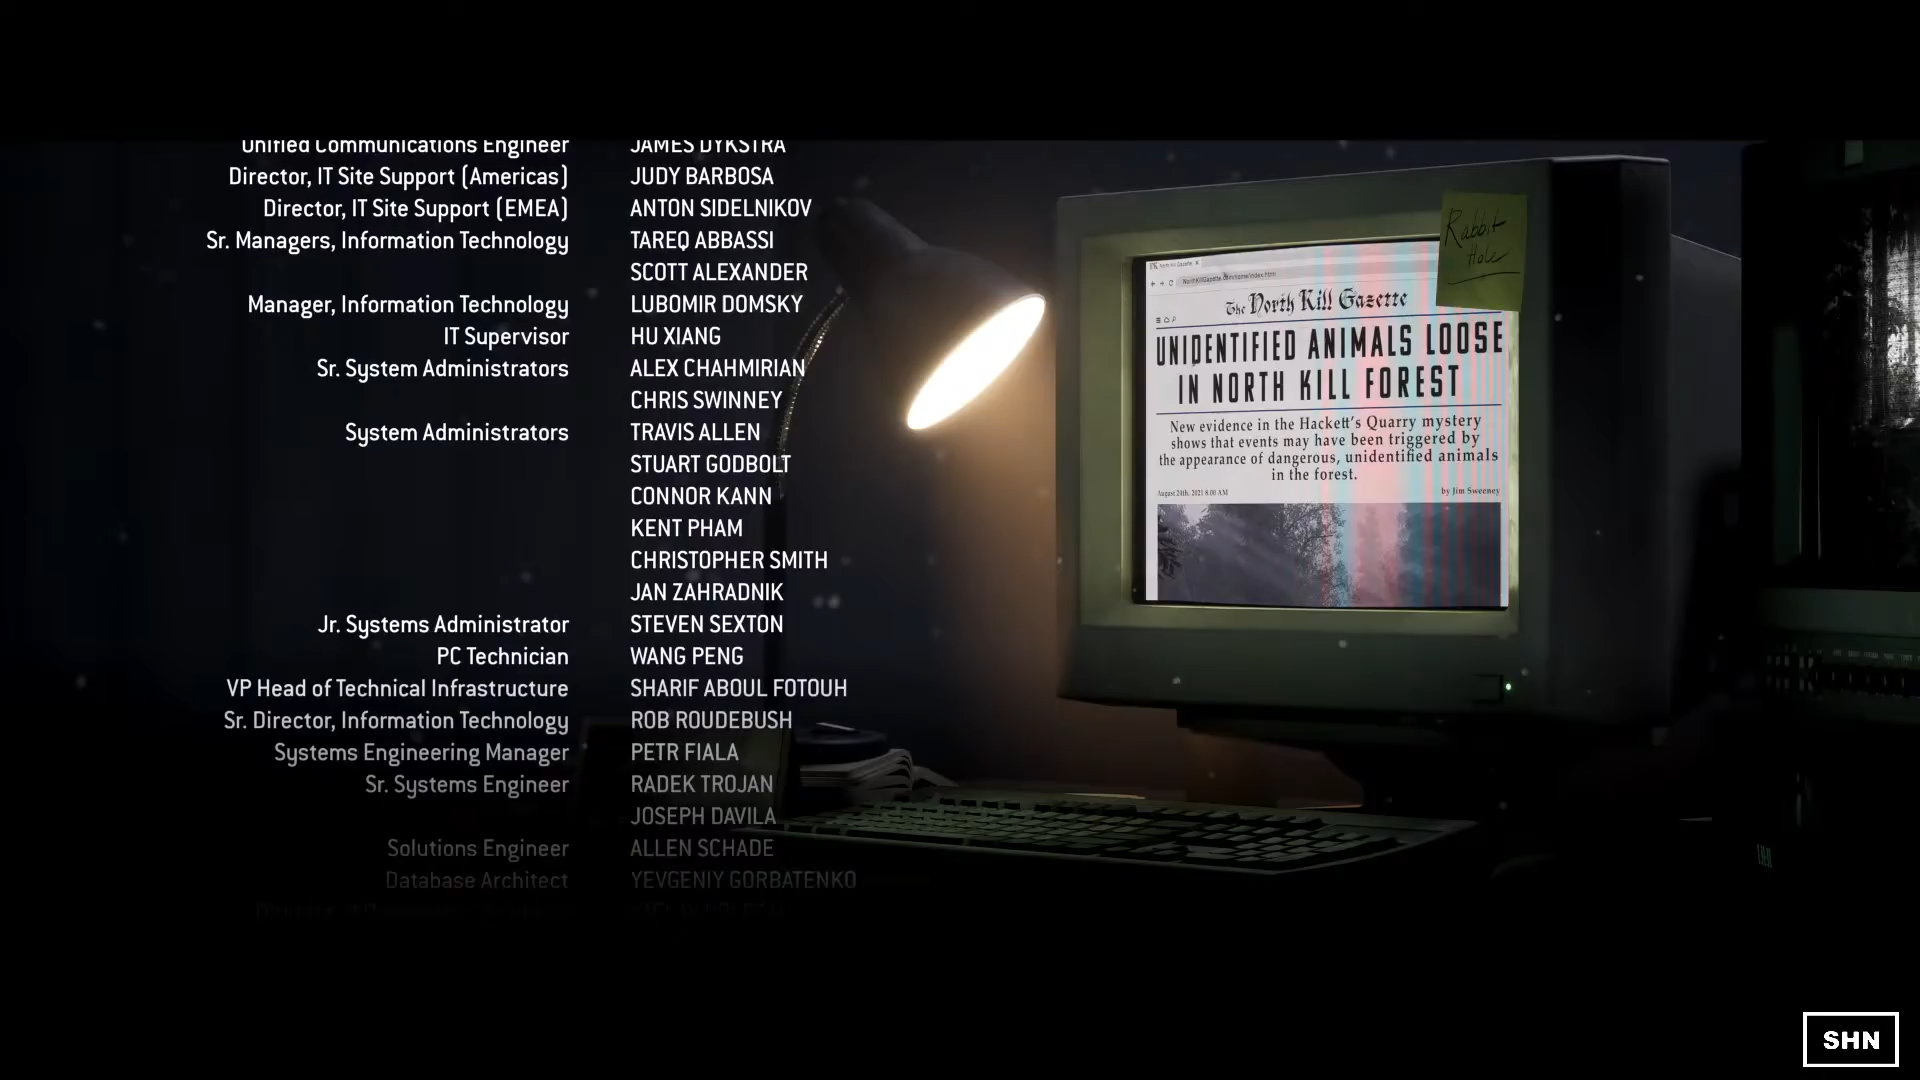 Unified Communications Engineer JAMES DYKSTRA
Director, IT Site Support (Americas) JUDY BARBOSA
Director, IT Site Support (EMEA) ANTON SIDELNIKOV
Sr. Managers, Information Technology TAREQ ABBASSI
SCOTT ALEXANDER
Manager, Information Technology LUBOMIR DOMSKY
IT Supervisor HU XIANG
Sr. System Administrators ALEX CHAHMIRIAN
CHRIS SWINNEY
System Administrators TRAVIS ALLEN
STUART GODBOLT
CONNOR KANN
KENT PHAM
CHRISTOPHER SMITH
JAN ZAHRADNIK
Jr. Systems Administrator STEVEN SEXTON
PC Technician WANG PENG
VP Head of Technical Infrastructure SHARIF ABOUL FOTOUH
Sr. Director, Information Technology ROB ROUDEBUSH
Systems Engineering Manager PETR FIALA
Sr. Systems Engineer RADEK TROJAN
JOSEPH DAVILA
Solutions Engineer ALLEN SCHADE
Database Architect YEVGENIY GORBATENKO
Rabbit
Hole
The North Kill Gazette
UNIDENTIFIED ANIMALS LOOSE
IN NORTH KILL FOREST
New evidence in the Hackett's Quarry mystery
shows that events may have been triggered by
the appearance of dangerous, unidentified animals
in the forest.
August 24th, 2021 8.00 AM by Jim Sweeney
SHN